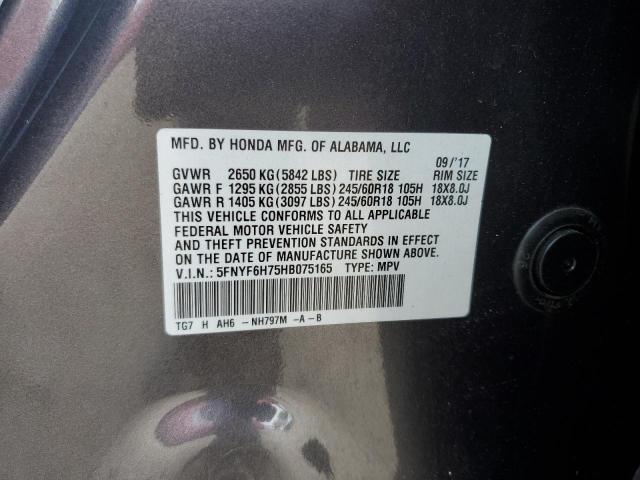 MFD. BY HONDA MFG. OF ALABAMA, LLC
09/'17
GVWR 2650 KG (5842 LBS) TIRE SIZE RIM SIZE
GAWR F 1295 KG (2855 LBS) 245/60R18 105H 18X8.0J
GAWR R 1405 KG (3097 LBS) 245/60R18 105H 18X8.0J
THIS VEHICLE CONFORMS TO ALL APPLICABLE
FEDERAL MOTOR VEHICLE SAFETY
AND THEFT PREVENTION STANDARDS IN EFFECT
ON THE DATE OF MANUFACTURE SHOWN ABOVE.
V.I.N.: 5FNYF6H75HB075165 TYPE: MPV
TG7 H AH6 -NH797M -A-B